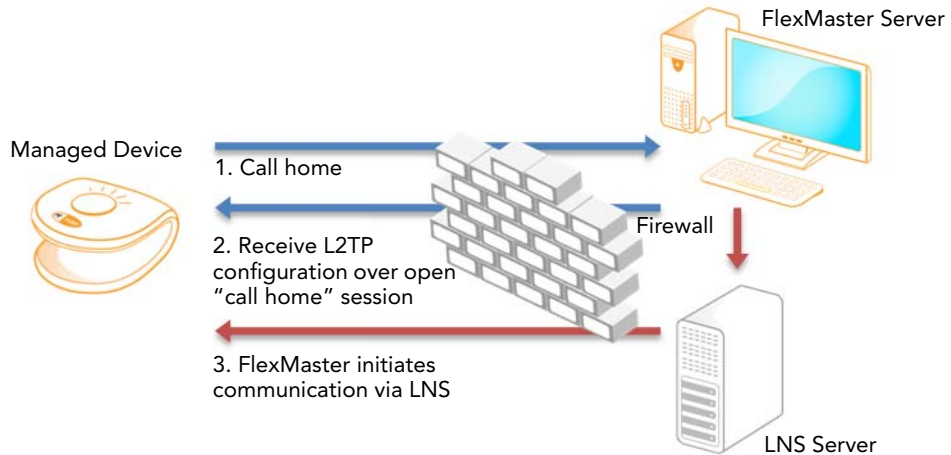 FlexMaster Server
Managed Device
1. Call home
Firewall
2. Receive L2TP
configuration over open
“call home” session
3. FlexMaster initiates
communication via LNS
LNS Server